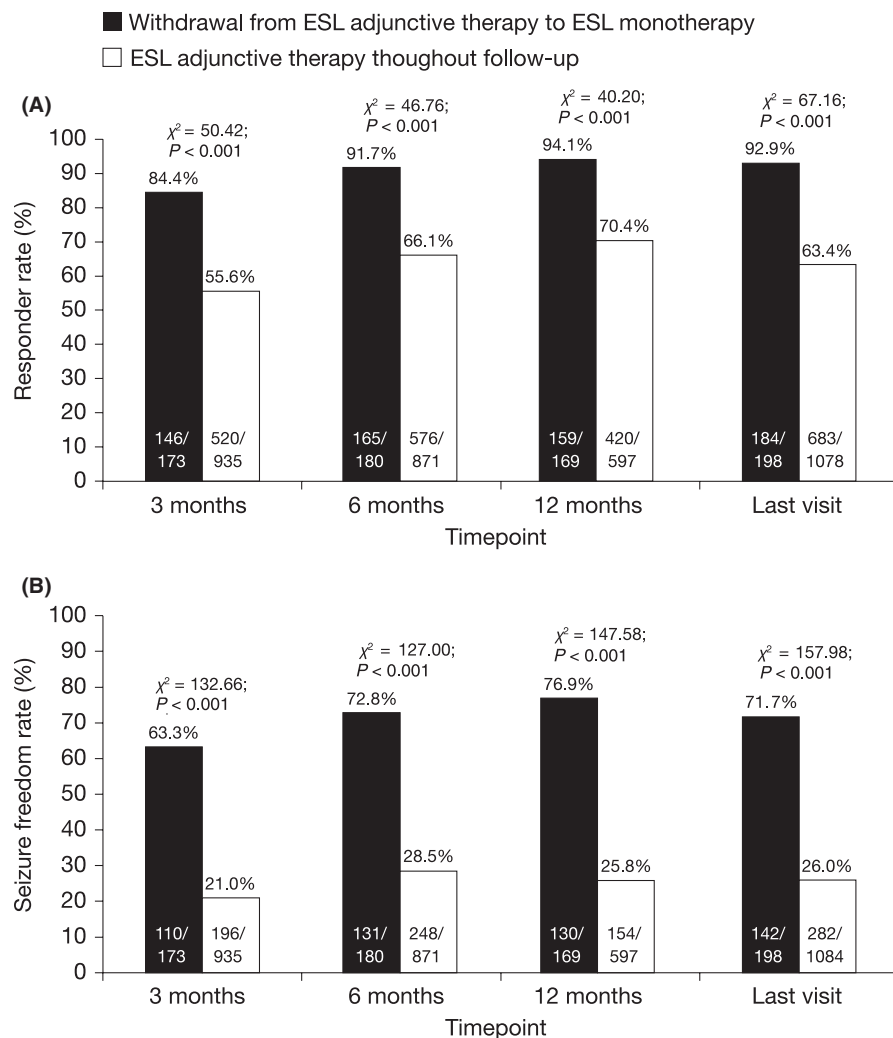 Withdrawal from ESL adjunctive therapy to ESL monotherapy
ESL adjunctive therapy thoughout follow-up
(A)
Responder rate (%)
100
90
80
70
60
50
40
30
20
10
0
χ² = 50.42;
P < 0.001
84.4%
55.6%
146/
173
520/
935
χ² = 46.76;
P < 0.001
91.7%
66.1%
165/
180
576/
871
χ² = 40.20;
P < 0.001
94.1%
70.4%
159/
169
420/
597
χ² = 67.16;
P < 0.001
92.9%
63.4%
184/
198
683/
1078
3 months
6 months
12 months
Last visit
Timepoint
(B)
Seizure freedom rate (%)
100
90
80
70
60
50
40
30
20
10
0
χ² = 132.66;
P < 0.001
63.3%
21.0%
110/
173
196/
935
χ² = 127.00;
P < 0.001
72.8%
28.5%
131/
180
248/
871
χ² = 147.58;
P < 0.001
76.9%
25.8%
130/
169
154/
597
χ² = 157.98;
P < 0.001
71.7%
26.0%
142/
198
282/
1084
3 months
6 months
12 months
Last visit
Timepoint